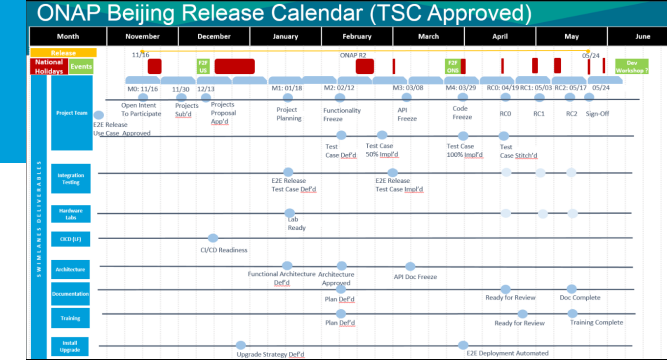 ONAP Beijing Release Calendar (TSC Approved)
Month November December January February March April May June
Release 11/16 ONAP R2 05/24
National Holidays Events F2F US F2F ONS Dev Workshop ?
M0: 11/16 11/30 12/13 M1: 01/18 M2: 02/12 M3: 03/08 M4: 03/29 RC0: 04/19 RC1: 05/03 RC2: 05/17 05/24
Project Team
Open Intent To Participate
Projects Sub'd
Projects Proposal App'd
Project Planning
Functionality Freeze
API Freeze
Code Freeze
RC0 RC1 RC2 Sign-Off
E2E Release Use Case Approved
Test Case Def'd
Test Case 50% Impl'd
Test Case 100% Impl'd
Test Case Stitch'd
SWIMLANES DELIVERABLES
Integration Testing
E2E Release Test Case Def'd
E2E Release Test Case Impl'd
Hardware Labs
Lab Ready
CICD (LF)
CI/CD Readiness
Architecture
Functional Architecture Def'd
Architecture Approved
API Doc Freeze
Documentation
Plan Def'd
Ready for Review
Doc Complete
Training
Plan Def'd
Ready for Review
Training Complete
Install Upgrade
Upgrade Strategy Def'd
E2E Deployment Automated